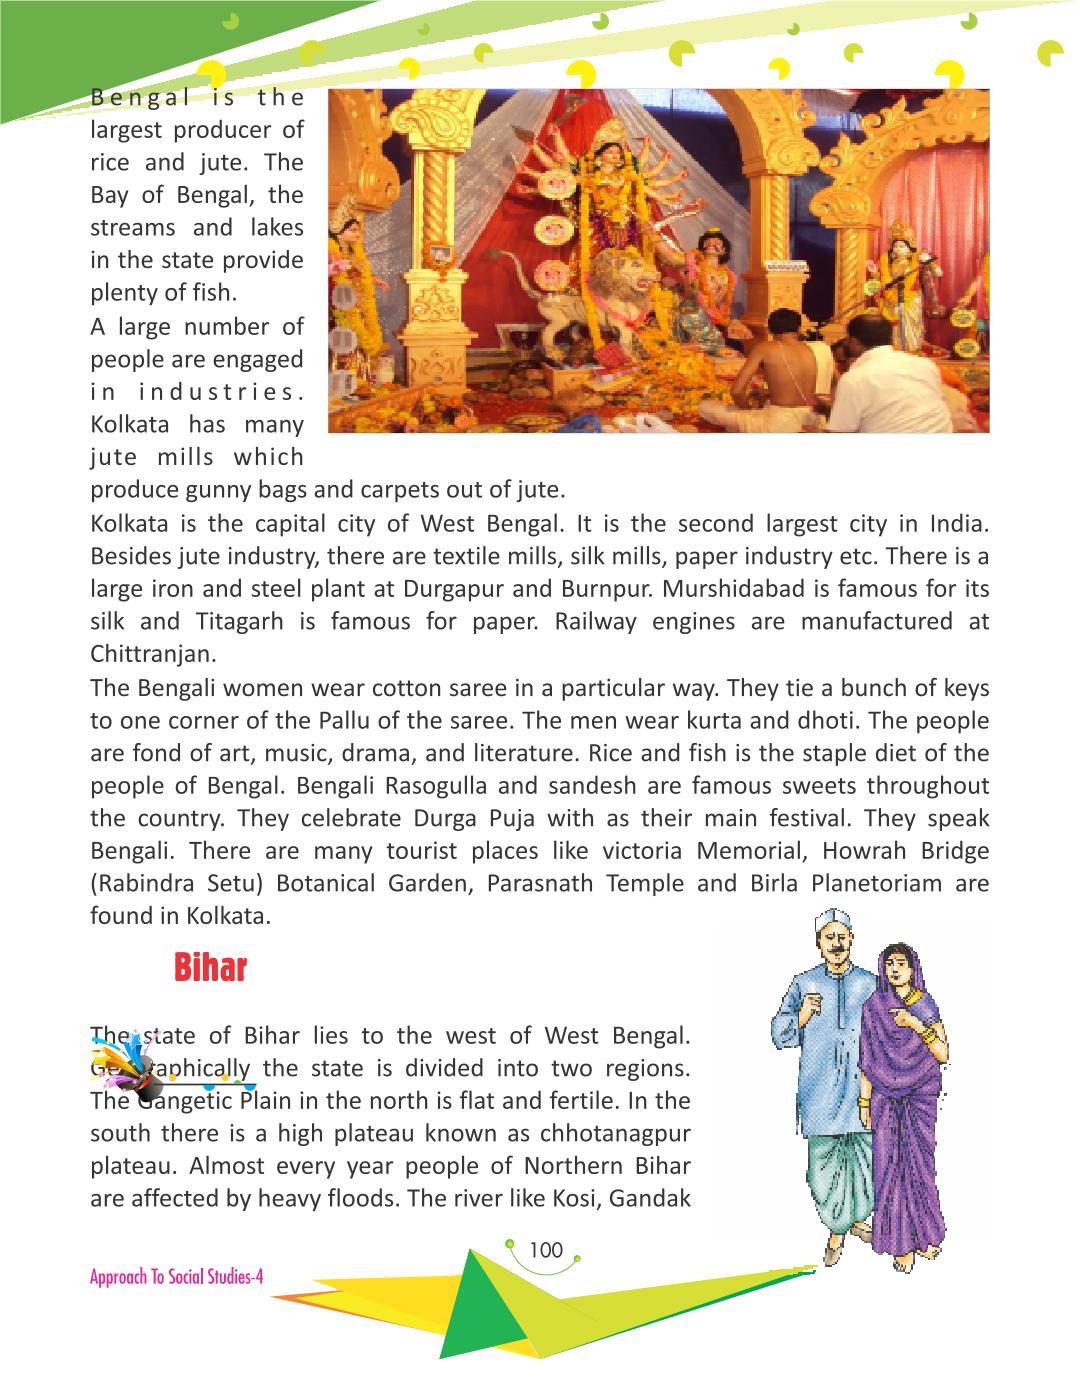 Bengal is the
largest producer of
rice and jute. The
Bay of Bengal, the
streams and lakes
in the state provide
plenty of fish.
A large number of
people are engaged
in industries.
Kolkata has many
jute mills which
produce gunny bags and carpets out of jute.
Kolkata is the capital city of West Bengal. It is the second largest city in India.
Besides jute industry, there are textile mills, silk mills, paper industry etc. There is a
large iron and steel plant at Durgapur and Burnpur. Murshidabad is famous for its
silk and Titagarh is famous for paper. Railway engines are manufactured at
Chittranjan.
The Bengali women wear cotton saree in a particular way. They tie a bunch of keys
to one corner of the Pallu of the saree. The men wear kurta and dhoti. The people
are fond of art, music, drama, and literature. Rice and fish is the staple diet of the
people of Bengal. Bengali Rasogulla and sandesh are famous sweets throughout
the country. They celebrate Durga Puja with as their main festival. They speak
Bengali. There are many tourist places like victoria Memorial, Howrah Bridge
(Rabindra Setu) Botanical Garden, Parasnath Temple and Birla Planetoriam are
found in Kolkata.
Bihar
The state of Bihar lies to the west of West Bengal.
Geographically the state is divided into two regions.
The Gangetic Plain in the north is flat and fertile. In the
south there is a high plateau known as chhotanagpur
plateau. Almost every year people of Northern Bihar
are affected by heavy floods. The river like Kosi, Gandak
100
Approach To Social Studies-4